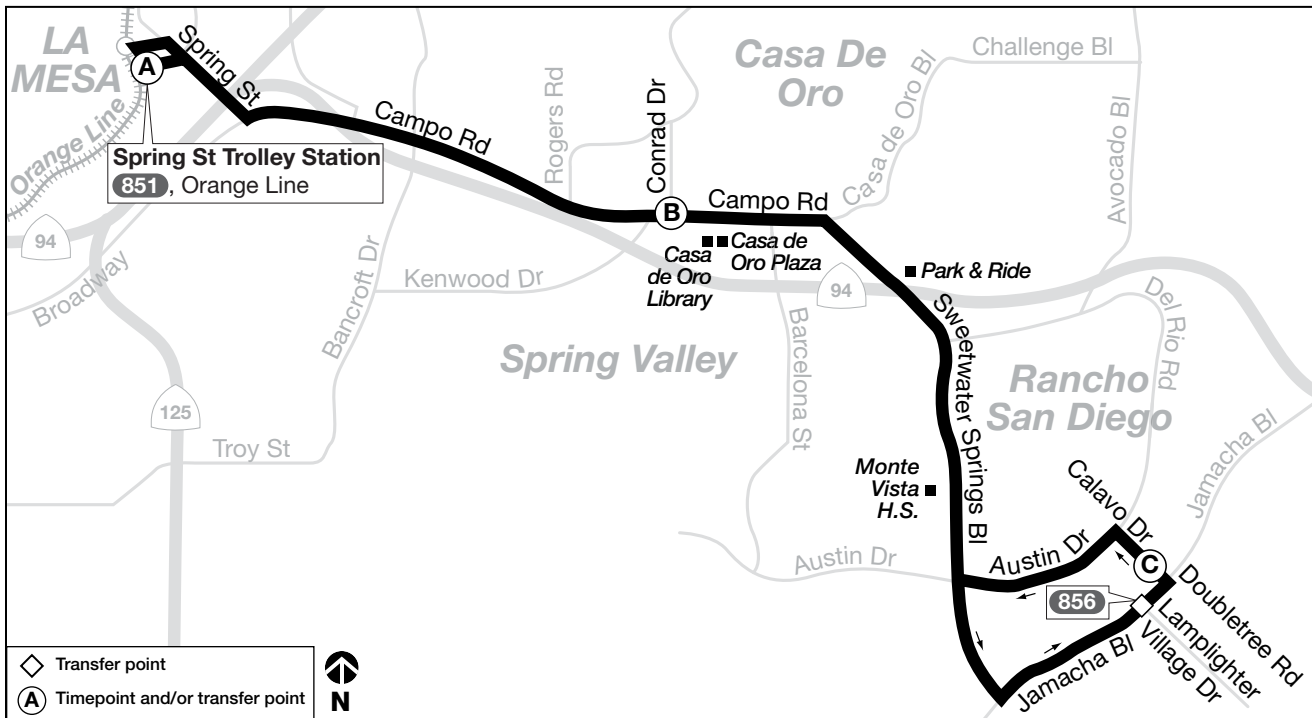 LA
MESA
Spring St
Orange Line
A
Spring St Trolley Station
851, Orange Line
94
Broadway
125
Troy St
Bancroft Dr
Campo Rd
Kenwood Dr
Rogers Rd
Conrad Dr
B
Campo Rd
Casa
de Oro
Library
Casa de
Oro Plaza
Casa De
Oro
Casa de Oro Bl
Challenge Bl
Avocado Bl
Park & Ride
94
Barcelona St
Spring Valley
Sweetwater Springs Bl
Del Rio Rd
Rancho
San Diego
Jamacha Bl
Monte
Vista
H.S.
Austin Dr
Austin Dr
Calavo Dr
C
856
Doubletree Rd
Lamplighter
Village Dr
Jamacha Bl
Transfer point
A Timepoint and/or transfer point
N